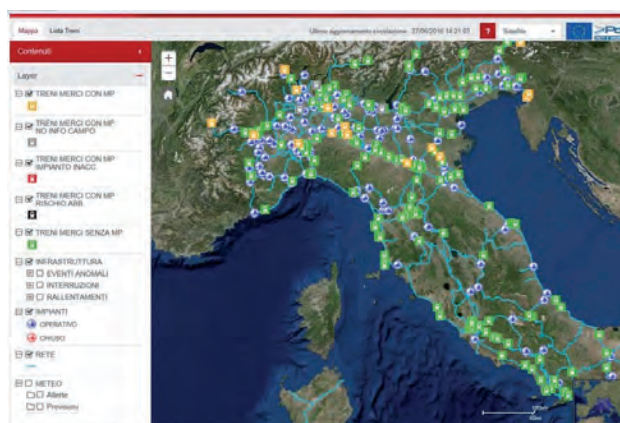 Mappa Lista Treni
Ultimo aggiornamento circolazione: 27/06/2016 14:21:03 ? Satellite
Contenuti
Layer
TRENI MERCI CON MP
TRENI MERCI CON MP
NO INFO CAMPO
TRENI MERCI CON MP
IMPIANTO INACC.
TRENI MERCI CON MP
RISCHIO ABB.
TRENI MERCI SENZA MP
INFRASTRUTTURA
EVENTI ANOMALI
INTERRUZIONI
RALLENTAMENTI
IMPIANTI
OPERATIVO
CHIUSO
RETE
METEO
Allerte
Previsioni